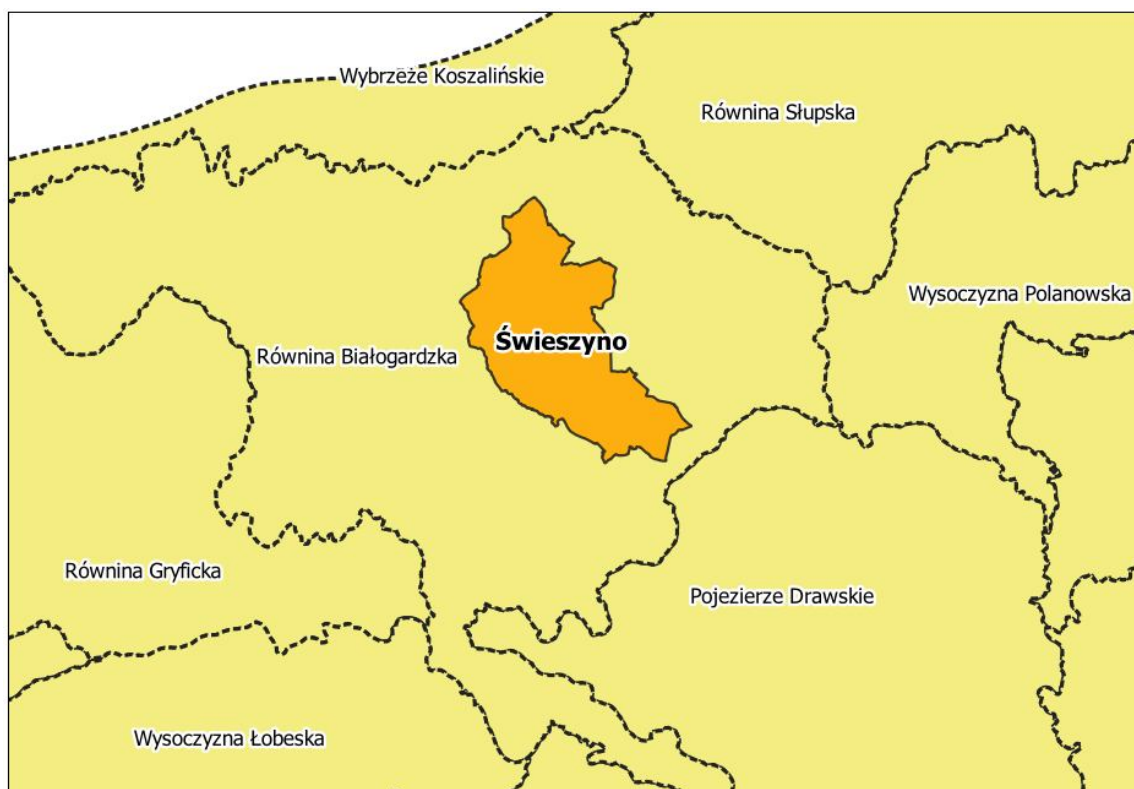 Wybrzeże Koszalińskie
Równina Słupska
Wysoczyzna Polanowska
Świeszyno
Równina Białogardzka
Równina Gryficka
Pojezierze Drawskie
Wysoczyzna Łobeska